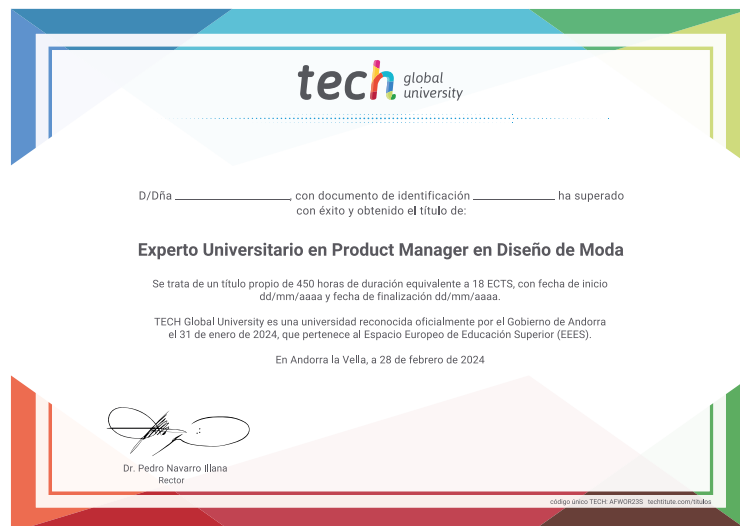 tech global
university
D/Dña ______________, con documento de identificación __________ ha superado
con éxito y obtenido el título de:
Experto Universitario en Product Manager en Diseño de Moda
Se trata de un título propio de 450 horas de duración equivalente a 18 ECTS, con fecha de inicio
dd/mm/aaaa y fecha de finalización dd/mm/aaaa.
TECH Global University es una universidad reconocida oficialmente por el Gobierno de Andorra
el 31 de enero de 2024, que pertenece al Espacio Europeo de Educación Superior (EEES).
En Andorra la Vella, a 28 de febrero de 2024
Dr. Pedro Navarro Illana
Rector
código único TECH: AFWOR23S techtitute.com/titulos